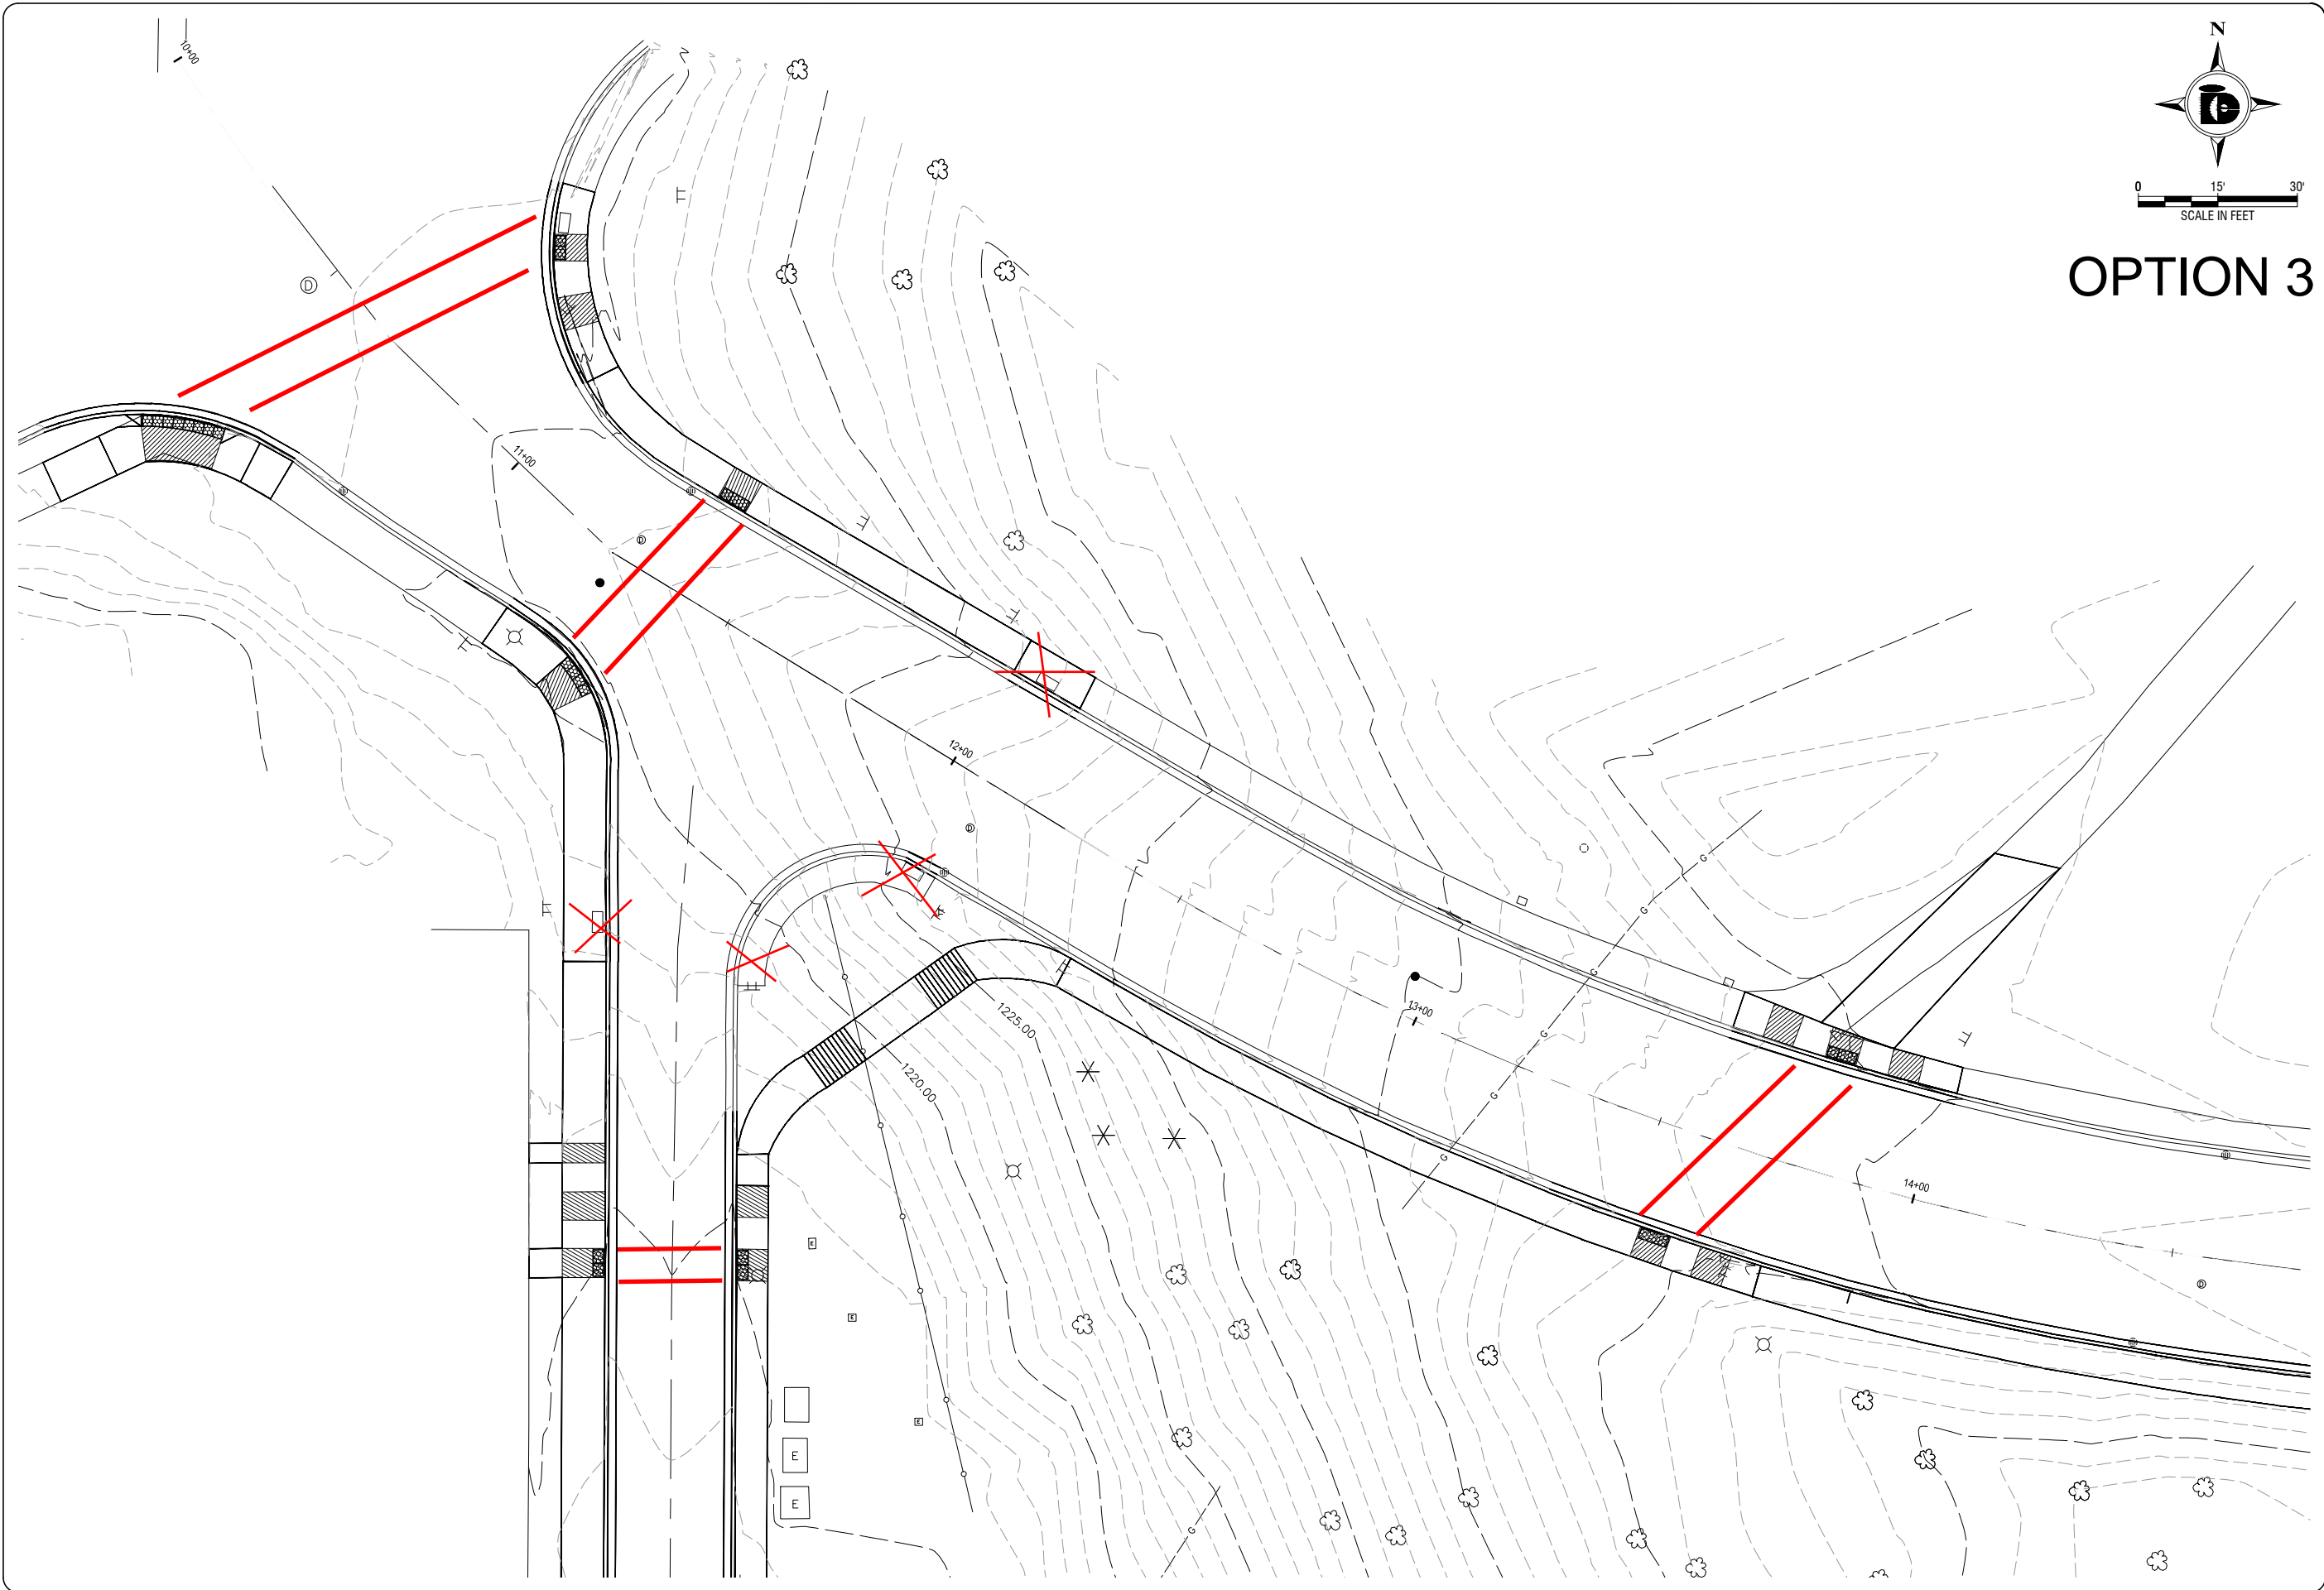 N
10+00
0 15' 30'
SCALE IN FEET
OPTION 3
D
11+00
D
12+00
D
G
G
G
13+00
1225.00
G
1220.00
G
G
14+00
E
D
E
E
E
E
G